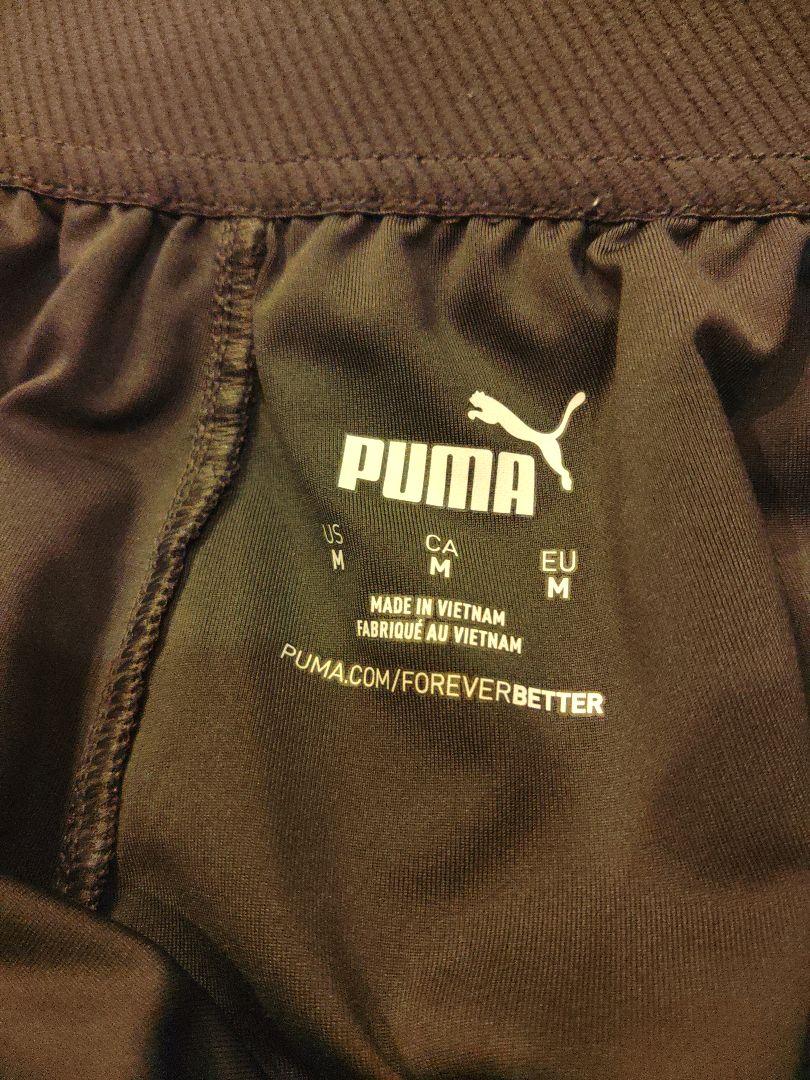 PUMA
US CA EU
M M M
MADE IN VIETNAM
FABRIQUÉ AU VIETNAM
PUMA.COM/FOREVERBETTER